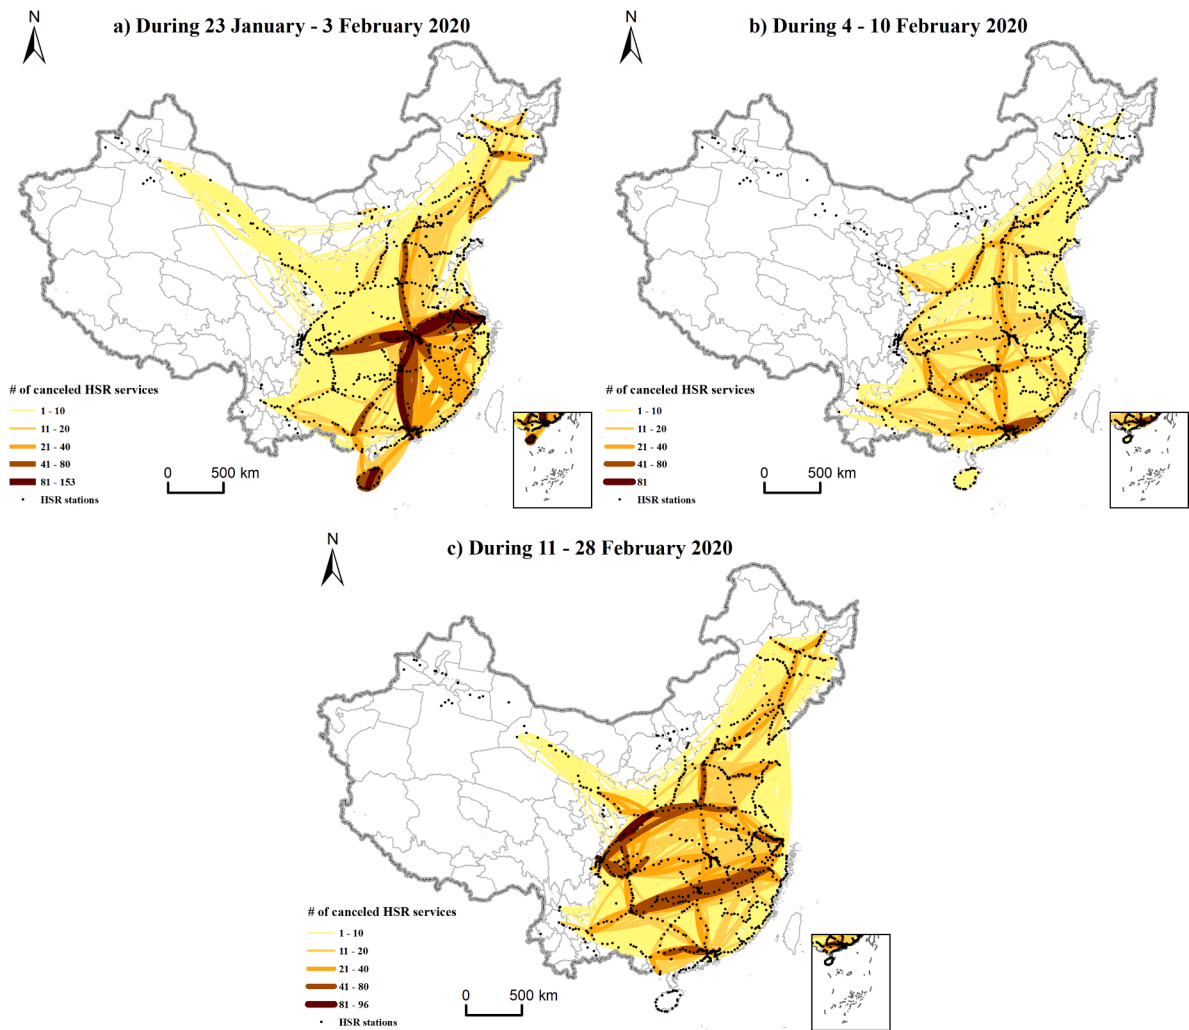 a) During 23 January - 3 February 2020
N
# of canceled HSR services
1 - 10
11 - 20
21 - 40
41 - 80
81 - 153
HSR stations
0 500 km
b) During 4 - 10 February 2020
N
# of canceled HSR services
1 - 10
11 - 20
21 - 40
41 - 80
81
HSR stations
0 500 km
c) During 11 - 28 February 2020
N
# of canceled HSR services
1 - 10
11 - 20
21 - 40
41 - 80
81 - 96
HSR stations
0 500 km